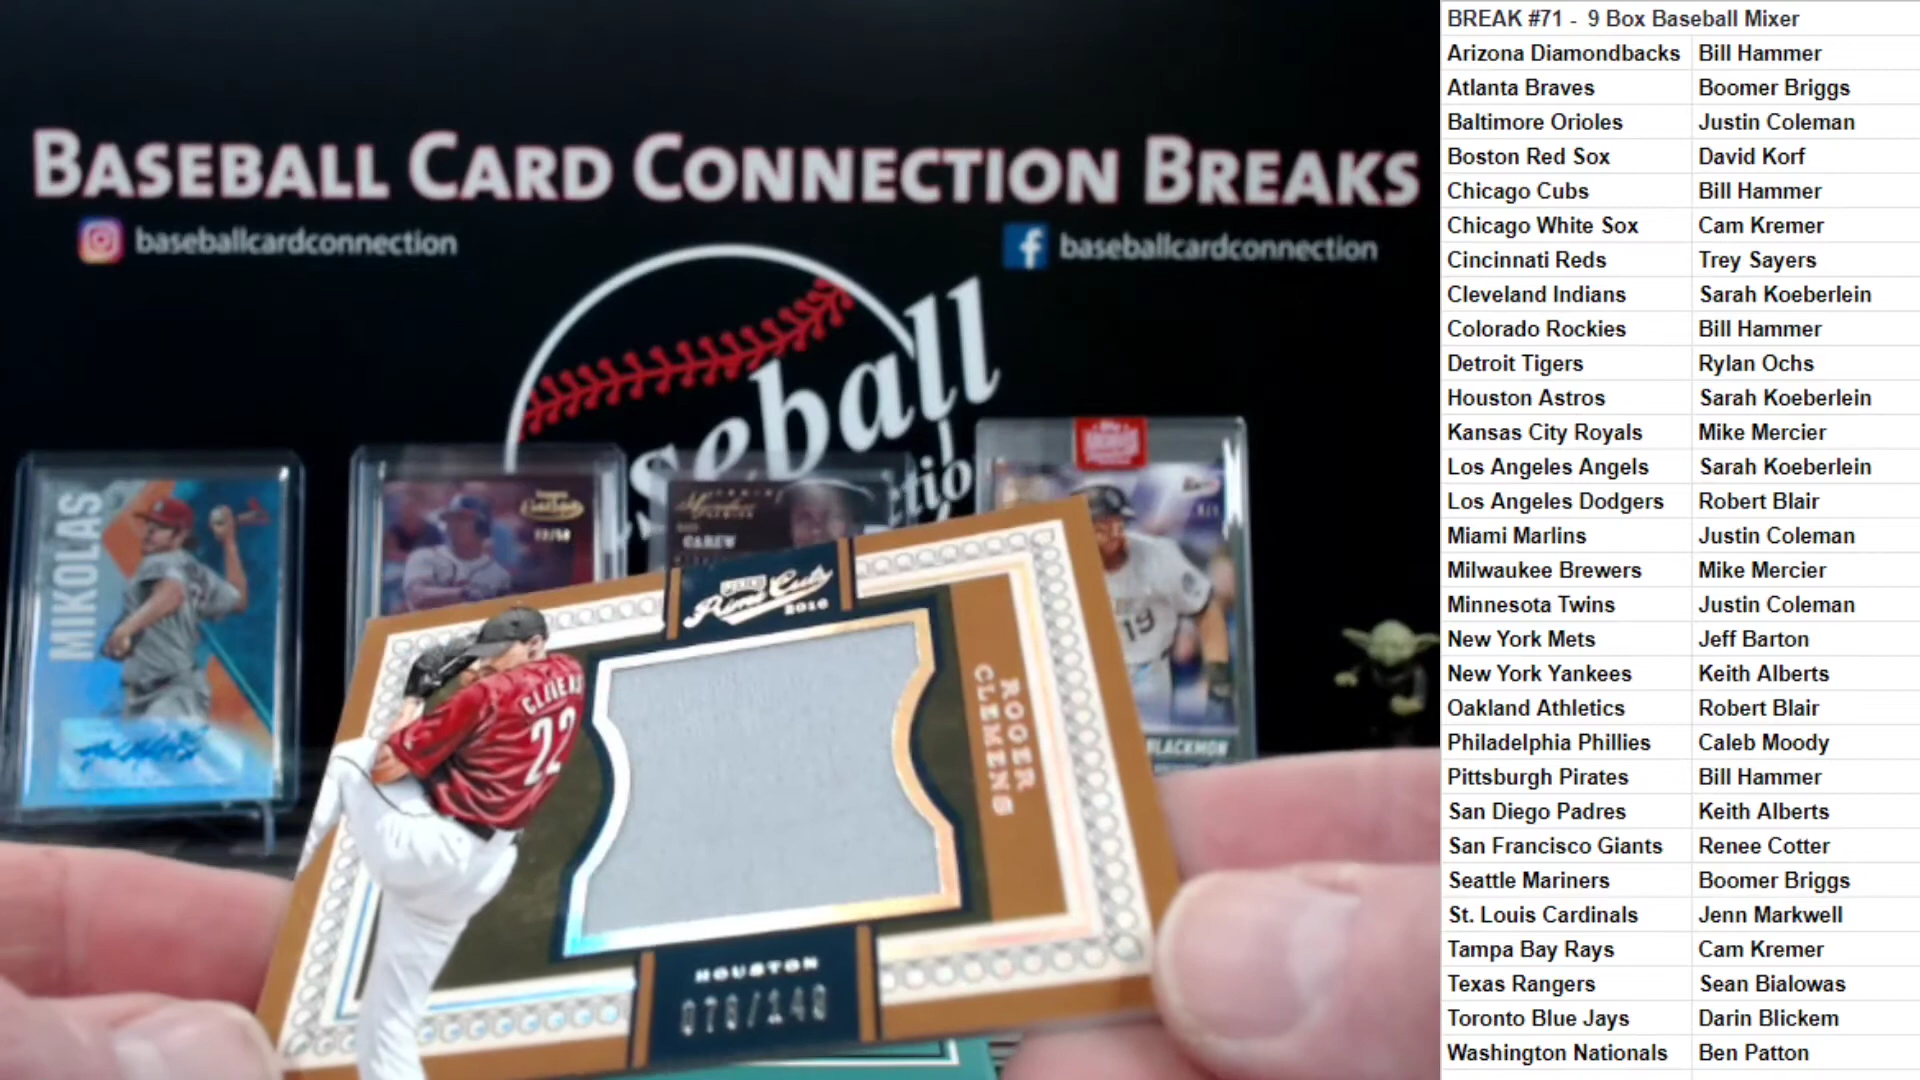 BASEBALL CARD CONNECTION BREAKS
baseballcardconnection
baseballcardconnection
MIKOLAS
CAREW
19
BLACKMON
PRIME CUTS
2016
CLEMENS
22
ROGER
CLEMENS
HOUSTON
BREAK #71 - 9 Box Baseball Mixer
Arizona Diamondbacks Bill Hammer
Atlanta Braves Boomer Briggs
Baltimore Orioles Justin Coleman
Boston Red Sox David Korf
Chicago Cubs Bill Hammer
Chicago White Sox Cam Kremer
Cincinnati Reds Trey Sayers
Cleveland Indians Sarah Koeberlein
Colorado Rockies Bill Hammer
Detroit Tigers Rylan Ochs
Houston Astros Sarah Koeberlein
Kansas City Royals Mike Mercier
Los Angeles Angels Sarah Koeberlein
Los Angeles Dodgers Robert Blair
Miami Marlins Justin Coleman
Milwaukee Brewers Mike Mercier
Minnesota Twins Justin Coleman
New York Mets Jeff Barton
New York Yankees Keith Alberts
Oakland Athletics Robert Blair
Philadelphia Phillies Caleb Moody
Pittsburgh Pirates Bill Hammer
San Diego Padres Keith Alberts
San Francisco Giants Renee Cotter
Seattle Mariners Boomer Briggs
St. Louis Cardinals Jenn Markwell
Tampa Bay Rays Cam Kremer
Texas Rangers Sean Bialowas
Toronto Blue Jays Darin Blickem
Washington Nationals Ben Patton